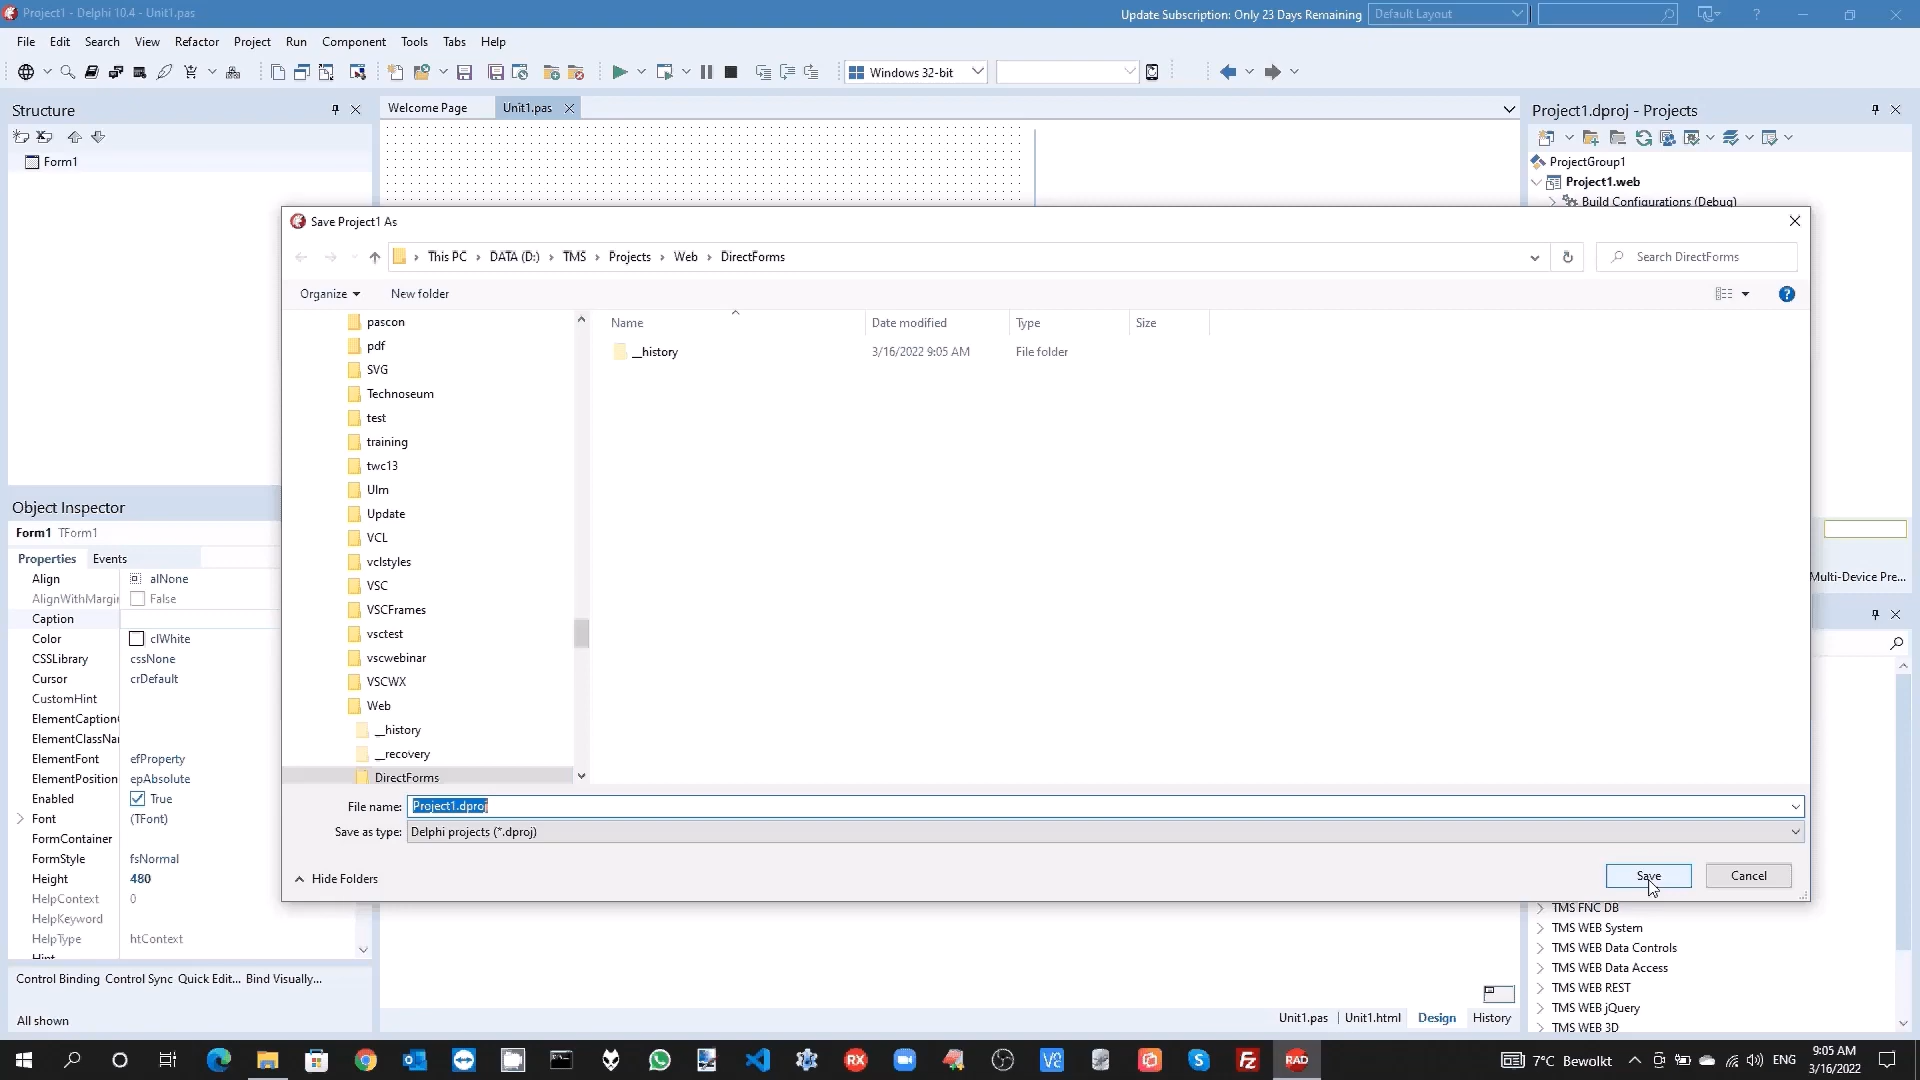 Project1 - Delphi 10.4 - Unit1.pas
Update Subscription: Only 23 Days Remaining
Default Layout
File Edit Search View Refactor Project Run Component Tools Tabs Help
Windows 32-bit
Structure
Form1
Welcome Page
Unit1.pas
Project1.dproj - Projects
ProjectGroup1
Project1.web
Build Configurations (Debug)
Save Project1 As
This PC
DATA (D:)
TMS
Projects
Web
DirectForms
Search DirectForms
Organize
New folder
pascon
pdf
SVG
Technoseum
test
training
twc13
Ulm
Update
VCL
vclstyles
VSC
VSCFrames
vsctest
vscwebinar
VSCWX
Web
__history
__recovery
DirectForms
Name
Date modified
Type
Size
__history
3/16/2022 9:05 AM
File folder
File name:
Project1.dproj
Save as type:
Delphi projects (*.dproj)
Hide Folders
Save
Cancel
Object Inspector
Form1 TForm1
Properties
Events
Align
alNone
AlignWithMargin
False
Caption
Color
clWhite
CSSLibrary
cssNone
Cursor
crDefault
CustomHint
ElementCaption
ElementClassNa
ElementFont
efProperty
ElementPosition
epAbsolute
Enabled
True
Font
(TFont)
FormContainer
FormStyle
fsNormal
Height
480
HelpContext
0
HelpKeyword
HelpType
htContext
Hint
Control Binding Control Sync Quick Edit... Bind Visually...
All shown
Multi-Device Pre...
TMS FNC DB
TMS WEB System
TMS WEB Data Controls
TMS WEB Data Access
TMS WEB REST
TMS WEB jQuery
TMS WEB 3D
Unit1.pas
Unit1.html
Design
History
RX
RAD
7°C Bewolkt
ENG
9:05 AM
3/16/2022